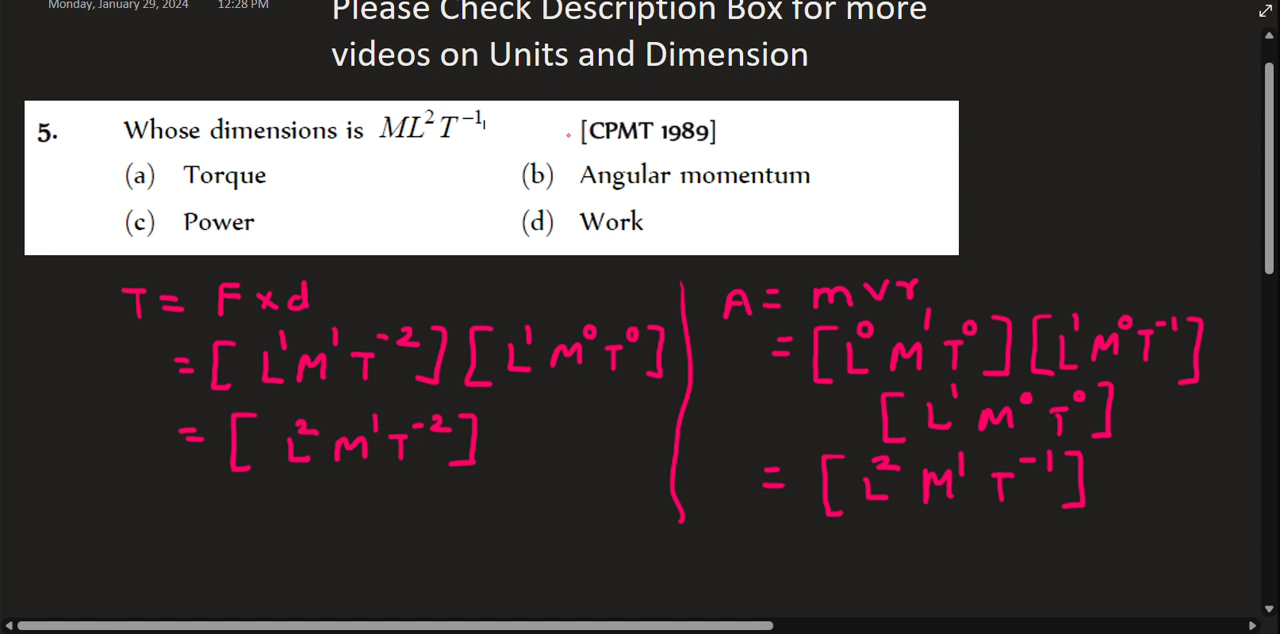 Monday, January 29, 2024 12:28 PM
Please Check Description Box for more
videos on Units and Dimension
5. Whose dimensions is ML²T⁻¹ [CPMT 1989]
(a) Torque (b) Angular momentum
(c) Power (d) Work
T = F × d
= [L¹M¹T⁻²][L¹M⁰T⁰]
= [L²M¹T⁻²]
A = mvr
= [L⁰M¹T⁰][L¹M⁰T⁻¹]
[L¹M⁰T⁰]
= [L²M¹T⁻¹]